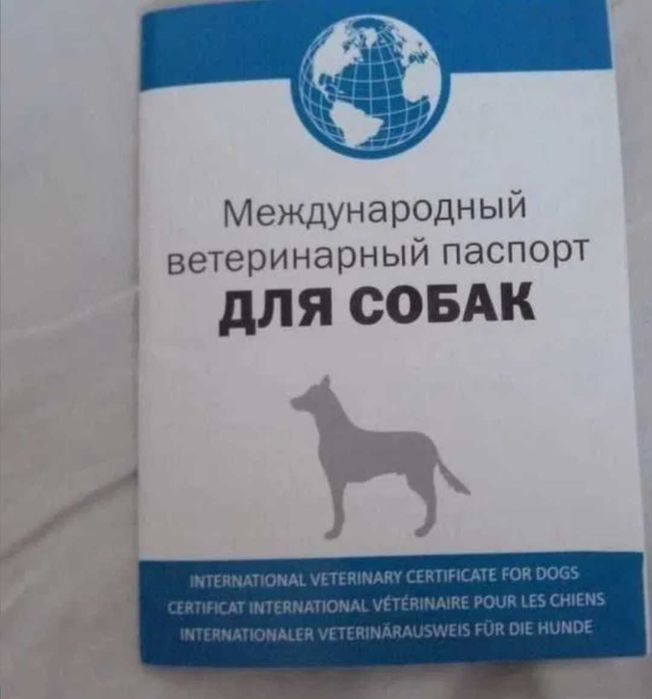 Международный
ветеринарный паспорт
ДЛЯ СОБАК
INTERNATIONAL VETERINARY CERTIFICATE FOR DOGS
CERTIFICAT INTERNATIONAL VÉTÉRINAIRE POUR LES CHIENS
INTERNATIONALER VETERINÄRAUSWEIS FÜR DIE HUNDE